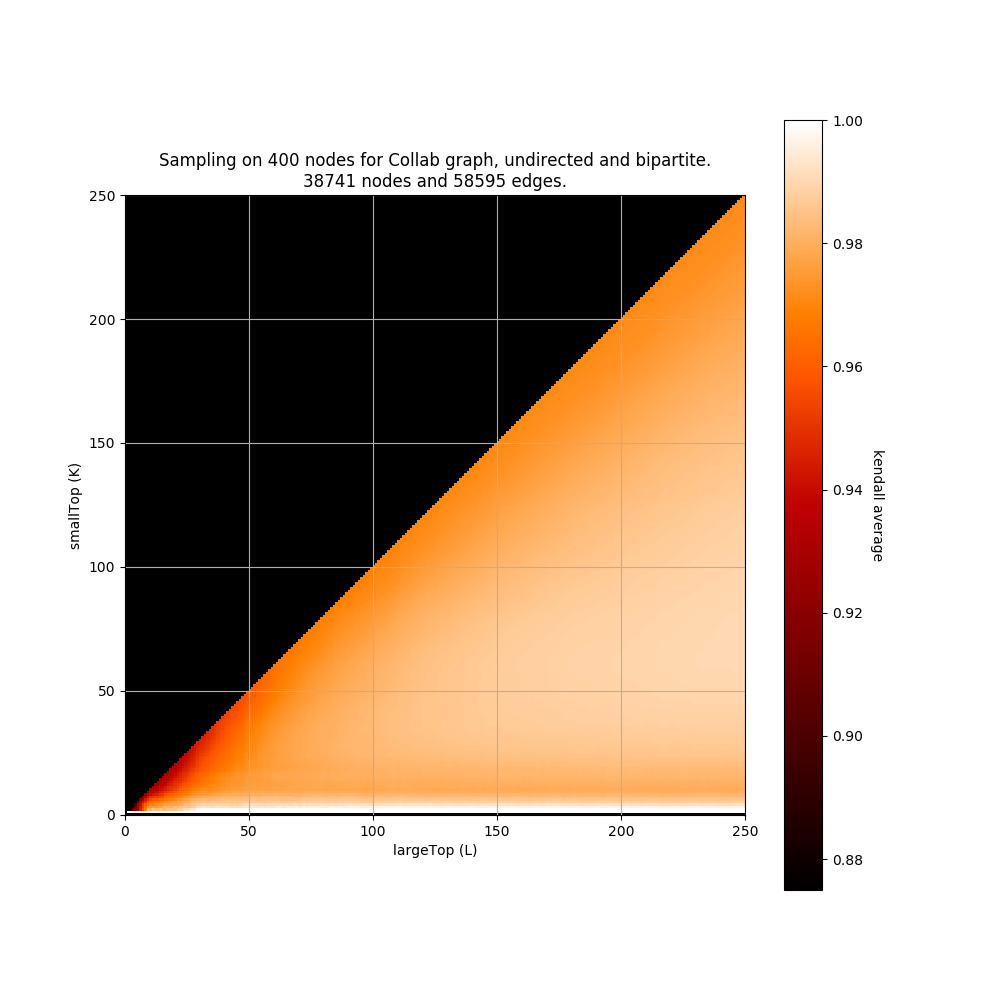 Sampling on 400 nodes for Collab graph, undirected and bipartite.
38741 nodes and 58595 edges.
250
200
150
100
50
0
smallTop (K)
0 50 100 150 200 250
largeTop (L)
1.00
0.98
0.96
0.94
0.92
0.90
0.88
kendall average